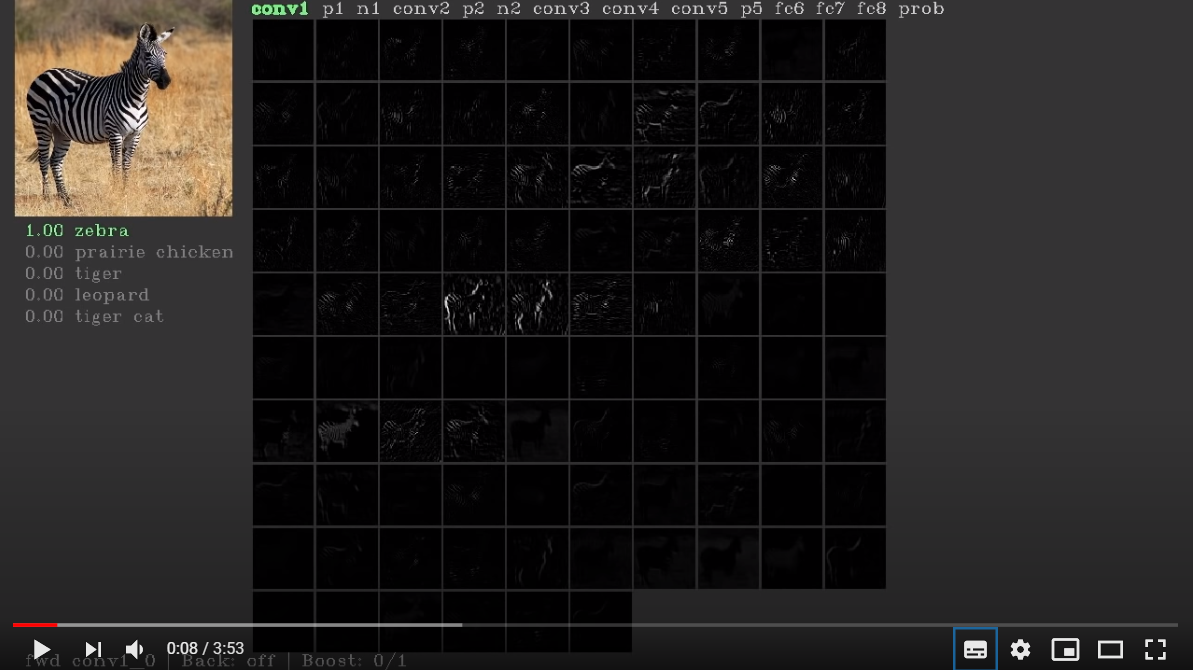 conv1 p1 n1 conv2 p2 n2 conv3 conv4 conv5 p5 fc6 fc7 fc8 prob
1.00 zebra
0.00 prairie chicken
0.00 tiger
0.00 leopard
0.00 tiger cat
0:08 / 3:53
fwd conv1_0 | Back: off | Boost: 0/1